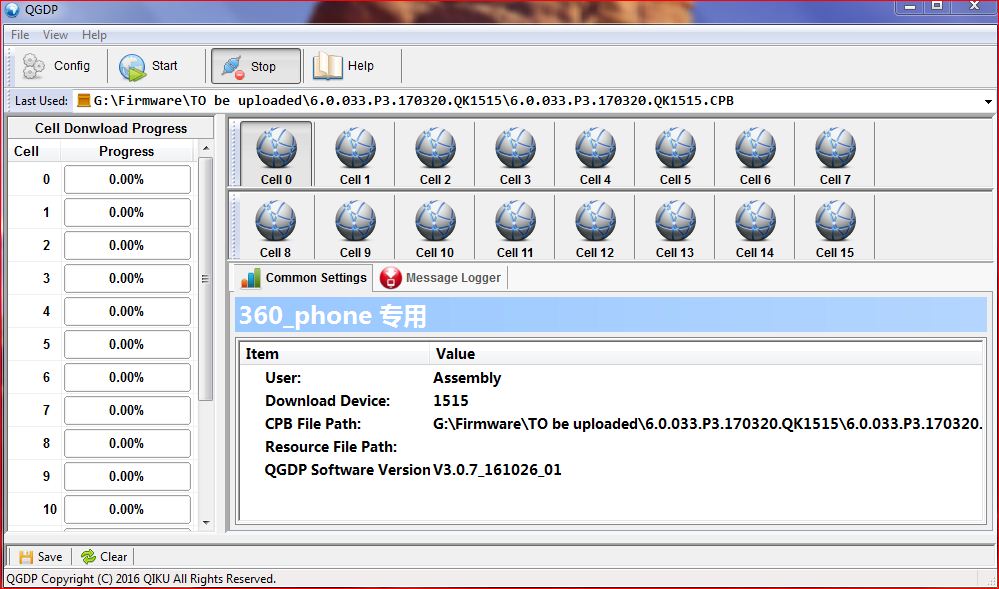 QGDP
File View Help
Config Start Stop Help
Last Used: G:\Firmware\TO be uploaded\6.0.033.P3.170320.QK1515\6.0.033.P3.170320.QK1515.CPB
Cell Donwload Progress
Cell Progress
0 0.00%
1 0.00%
2 0.00%
3 0.00%
4 0.00%
5 0.00%
6 0.00%
7 0.00%
8 0.00%
9 0.00%
10 0.00%
Cell 0 Cell 1 Cell 2 Cell 3 Cell 4 Cell 5 Cell 6 Cell 7
Cell 8 Cell 9 Cell 10 Cell 11 Cell 12 Cell 13 Cell 14 Cell 15
Common Settings Message Logger
360_phone 专用
Item Value
User: Assembly
Download Device: 1515
CPB File Path: G:\Firmware\TO be uploaded\6.0.033.P3.170320.QK1515\6.0.033.P3.170320.
Resource File Path:
QGDP Software Version V3.0.7_161026_01
Save Clear
QGDP Copyright (C) 2016 QIKU All Rights Reserved.